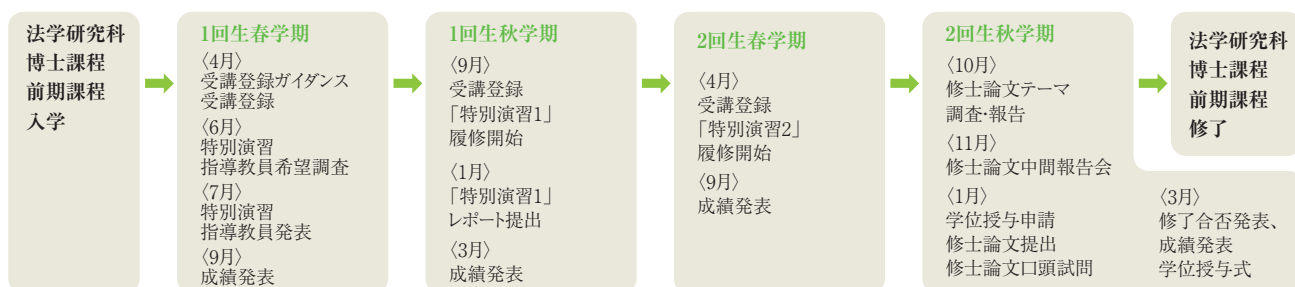 法学研究科
博士課程
前期課程
入学
1回生春学期
〈4月〉
受講登録ガイダンス
受講登録
〈6月〉
特別演習
指導教員希望調査
〈7月〉
特別演習
指導教員発表
〈9月〉
成績発表
1回生秋学期
〈9月〉
受講登録
「特別演習1」
履修開始
〈1月〉
「特別演習1」
レポート提出
〈3月〉
成績発表
2回生春学期
〈4月〉
受講登録
「特別演習2」
履修開始
〈9月〉
成績発表
2回生秋学期
〈10月〉
修士論文テーマ
調査・報告
〈11月〉
修士論文中間報告会
〈1月〉
学位授与申請
修士論文提出
修士論文口頭試問
〈3月〉
修了合否発表、
成績発表
学位授与式
法学研究科
博士課程
前期課程
修了